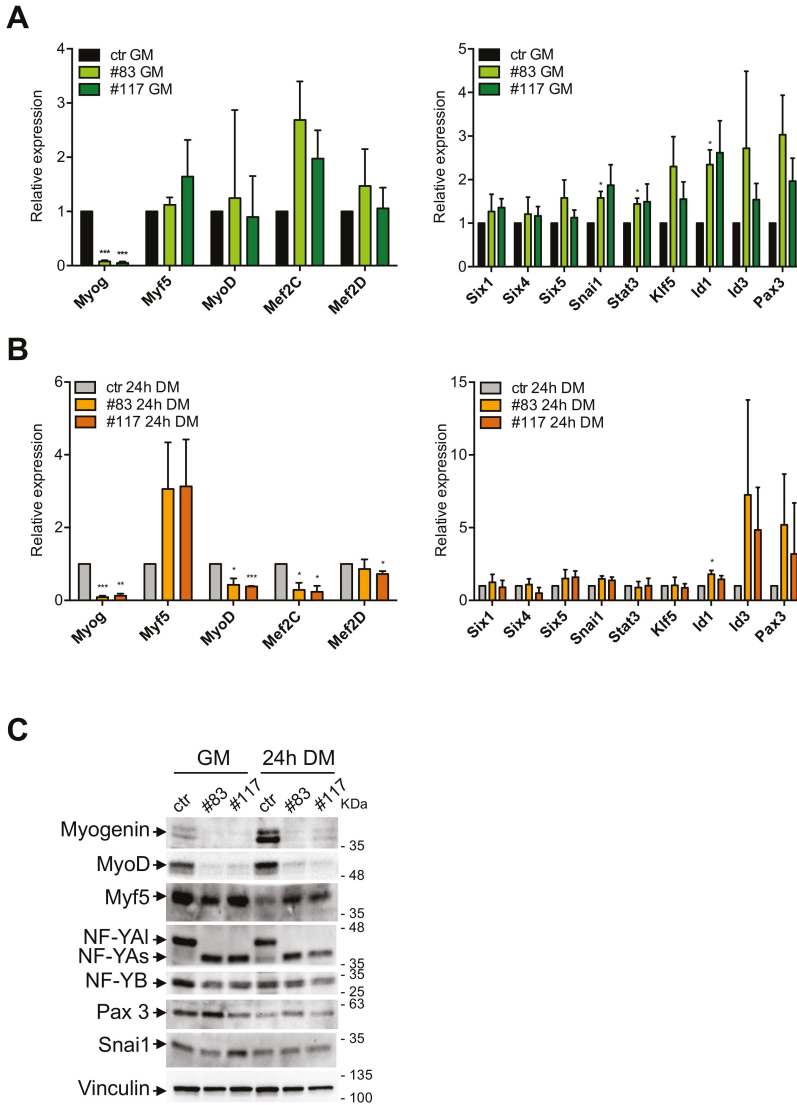 A
4
3
2
1
0
Relative expression
ctr GM
#83 GM
#117 GM
***
***
Myog
Myf5
MyoD
Mef2C
Mef2D
5
4
3
2
1
0
Relative expression
ctr GM
#83 GM
#117 GM
*
*
*
Six1
Six4
Six5
Snai1
Stat3
Klf5
Id1
Id3
Pax3
B
6
4
2
0
Relative expression
ctr 24h DM
#83 24h DM
#117 24h DM
***
**
*
***
*
*
*
Myog
Myf5
MyoD
Mef2C
Mef2D
15
10
5
0
Relative expression
ctr 24h DM
#83 24h DM
#117 24h DM
*
Six1
Six4
Six5
Snai1
Stat3
Klf5
Id1
Id3
Pax3
C
GM 24h DM
ctr #83 #117 ctr #83 #117 KDa
Myogenin
- 35
MyoD
- 48
Myf5
- 35
- 48
NF-YAl
NF-YAs
- 35
- 35
NF-YB
- 25
- 63
Pax 3
- 35
Snai1
- 135
Vinculin
- 100